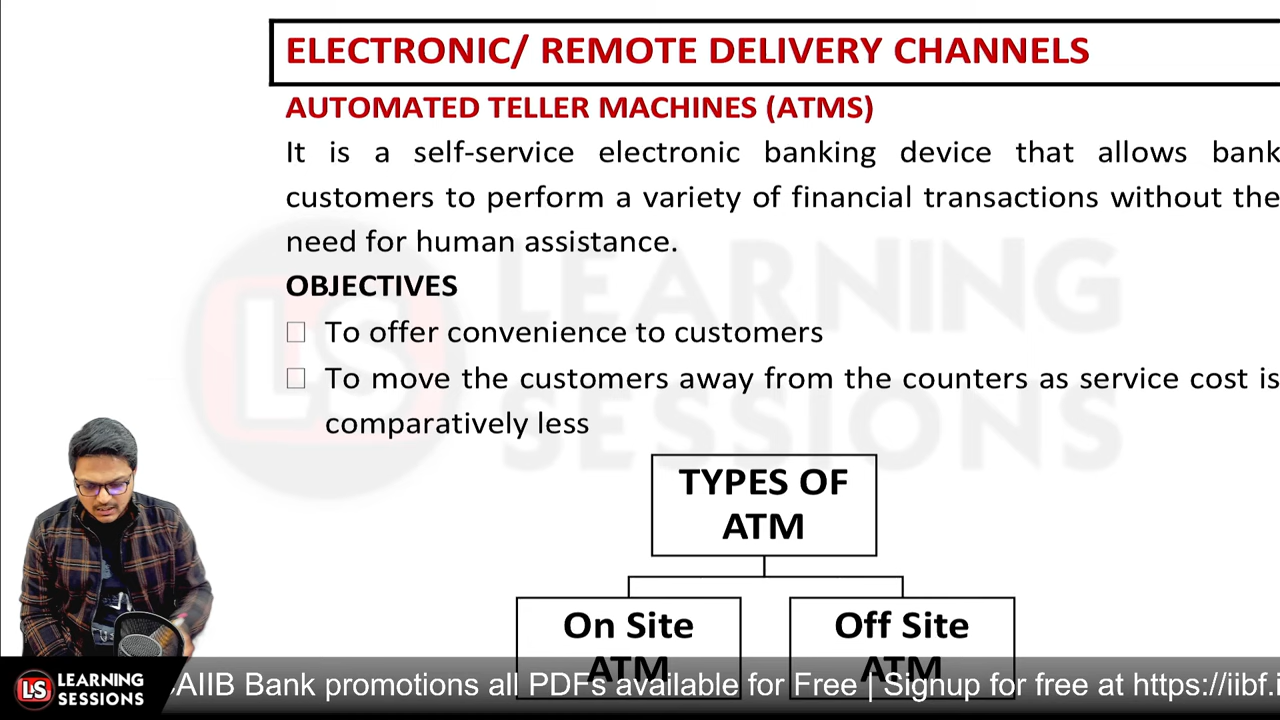 ELECTRONIC/ REMOTE DELIVERY CHANNELS
AUTOMATED TELLER MACHINES (ATMS)
It is a self-service electronic banking device that allows bank
customers to perform a variety of financial transactions without the
need for human assistance.
OBJECTIVES
To offer convenience to customers
To move the customers away from the counters as service cost is
comparatively less
LS LEARNING
SESSIONS
TYPES OF
ATM
On Site
ATM
Off Site
ATM
LS LEARNING
SESSIONS
AIIB Bank promotions all PDFs available for Free | Signup for free at https://iibf.i